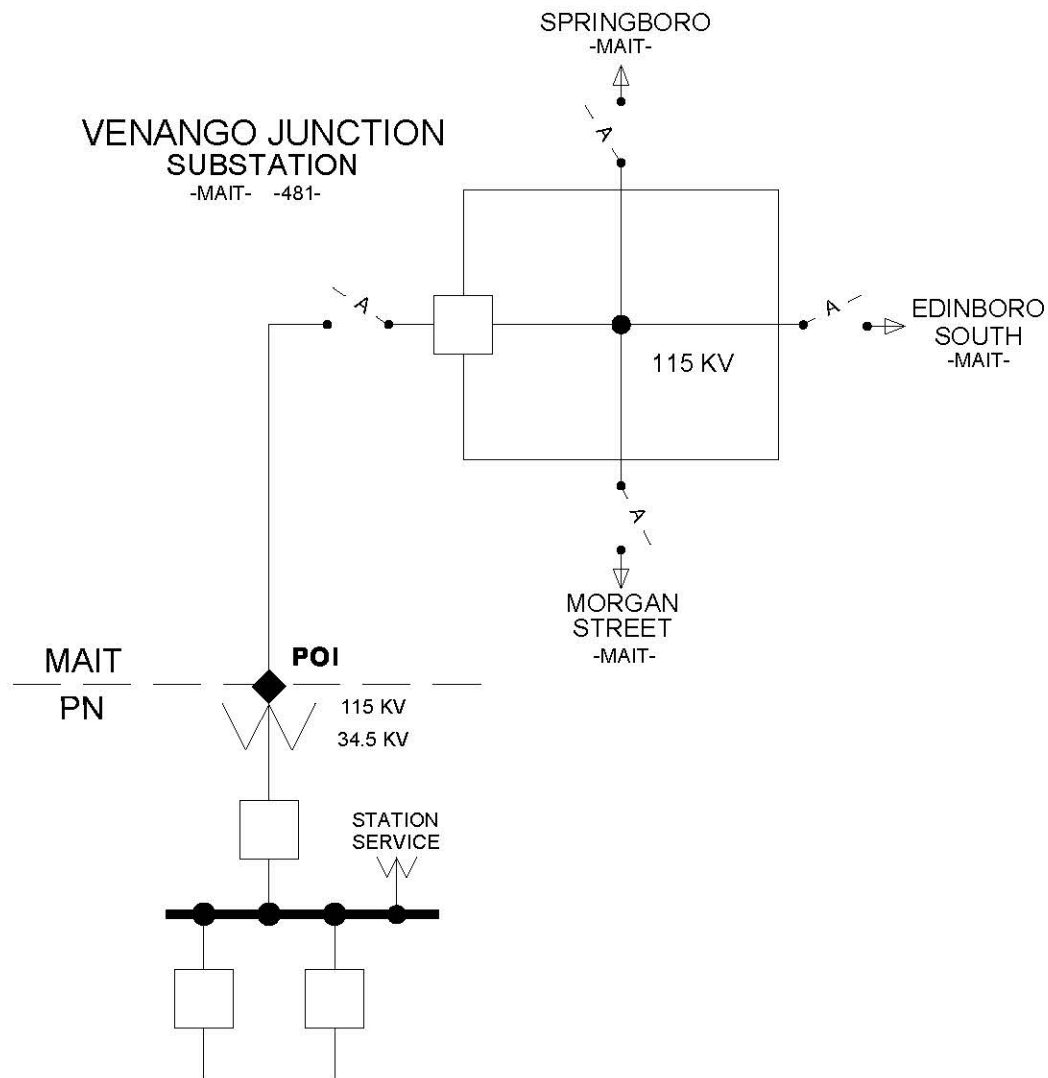 SPRINGBORO
-MAIT-
VENANGO JUNCTION
SUBSTATION
-MAIT- -481-
A
A
A
EDINBORO
SOUTH
-MAIT-
115 KV
A
MORGAN
STREET
-MAIT-
MAIT
POI
PN
115 KV
34.5 KV
STATION
SERVICE